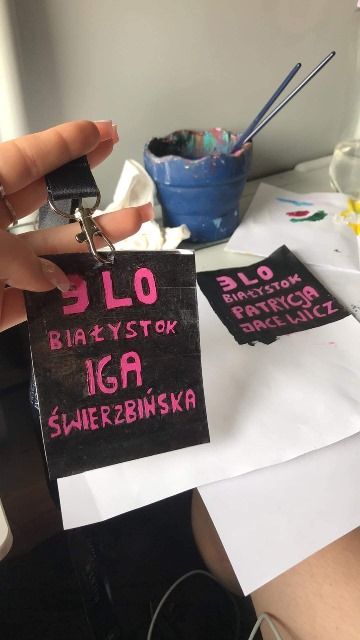 3 LO
BIAŁYSTOK
IGA
ŚWIERZBIŃSKA
3 LO
BIAŁYSTOK
PATRYCJA
JACEWICZ